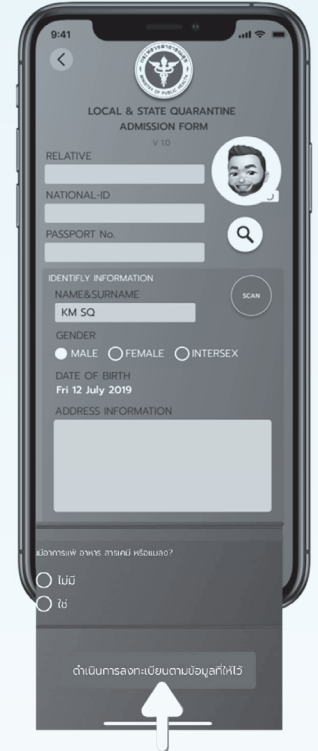 9:41
LOCAL & STATE QUARANTINE
ADMISSION FORM
V 1.0
RELATIVE
NATIONAL-ID
PASSPORT No.
IDENTIFLY INFORMATION
NAME&SURNAME
SCAN
KM SQ
GENDER
MALE FEMALE INTERSEX
DATE OF BIRTH
Fri 12 July 2019
ADDRESS INFORMATION
มีอาการแพ้ อาหาร สารเคมี หรือแมลง?
ไม่มี
ใช่
ดำเนินการลงทะเบียนตามข้อมูลที่ให้ไว้